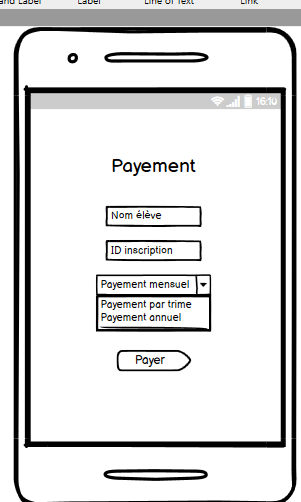 and Label Label Line of Text Link
16:10
Payement
Nom élève
ID inscription
Payement mensuel
Payement par trime
Payement annuel
Payer